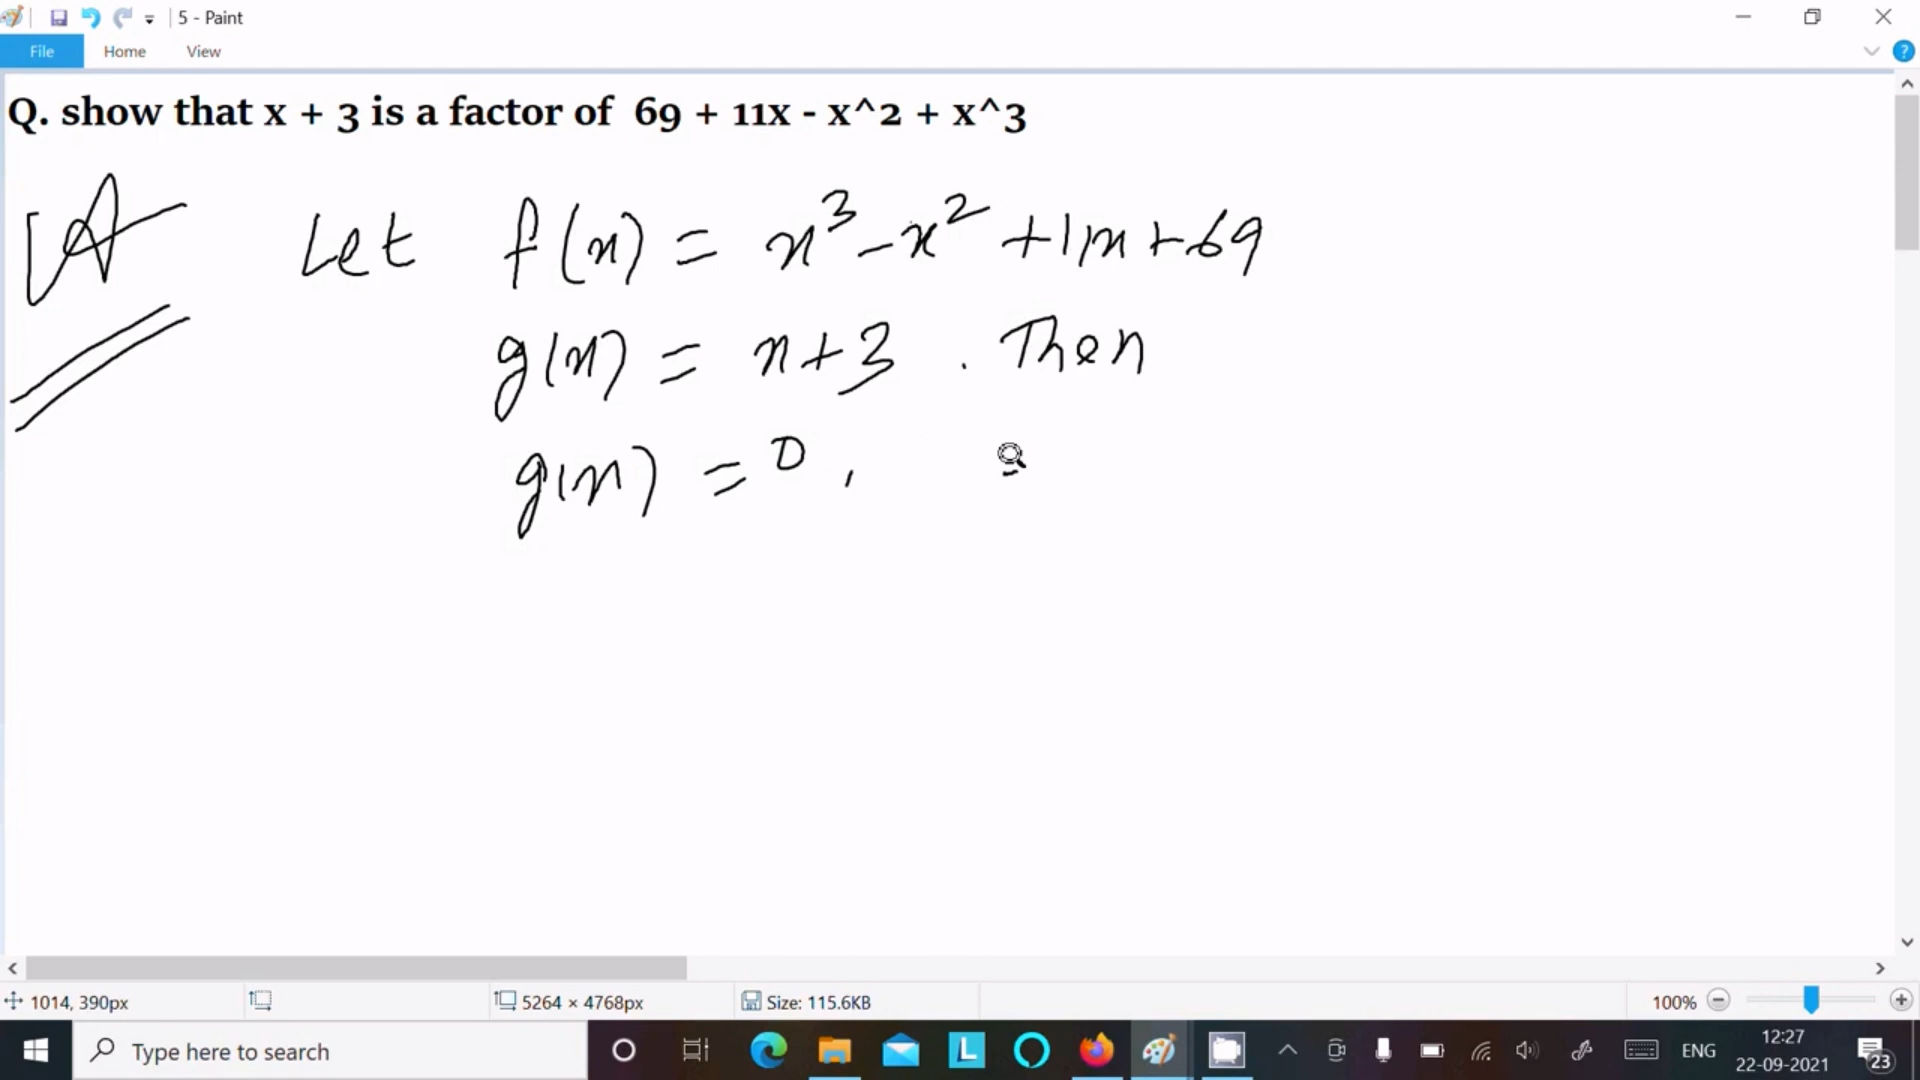 5 - Paint
File Home View
Q. show that x + 3 is a factor of 69 + 11x - x^2 + x^3
A Let f(x) = x³ - x² + 11x + 69
g(x) = x + 3 . Then
g(x) = 0 ,
1014, 390px 5264 × 4768px Size: 115.6KB 100%
Type here to search L ENG 12:27
22-09-2021 23